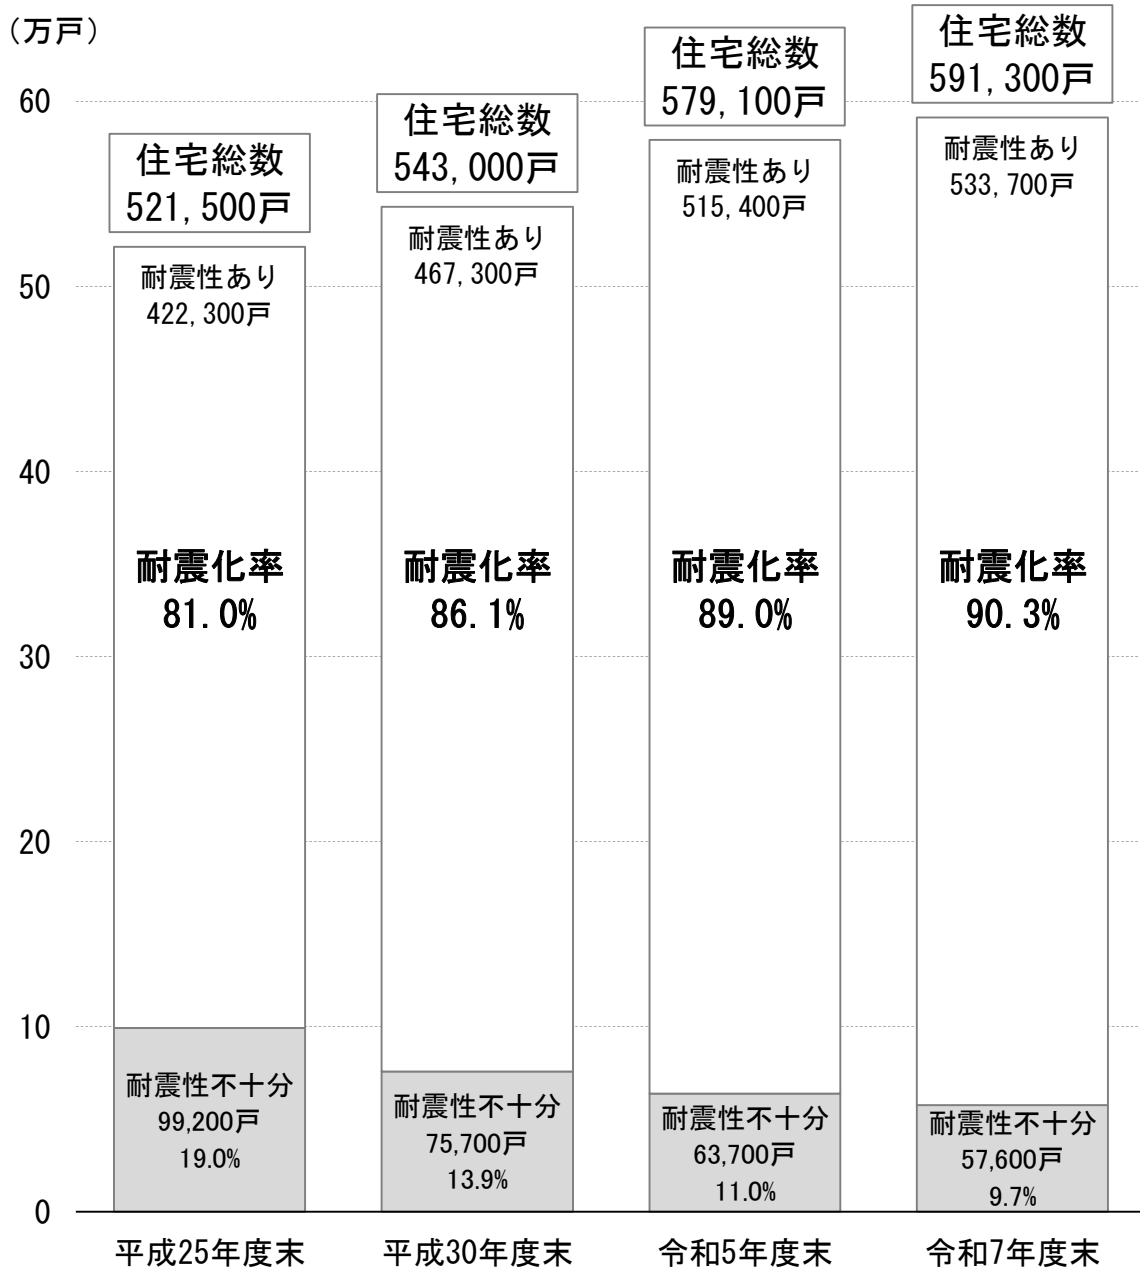 （万戸）
60
50
40
30
20
10
0
住宅総数
521,500戸
耐震性あり
422,300戸
耐震化率
81.0%
耐震性不十分
99,200戸
19.0%
平成25年度末
住宅総数
543,000戸
耐震性あり
467,300戸
耐震化率
86.1%
耐震性不十分
75,700戸
13.9%
平成30年度末
住宅総数
579,100戸
耐震性あり
515,400戸
耐震化率
89.0%
耐震性不十分
63,700戸
11.0%
令和5年度末
住宅総数
591,300戸
耐震性あり
533,700戸
耐震化率
90.3%
耐震性不十分
57,600戸
9.7%
令和7年度末